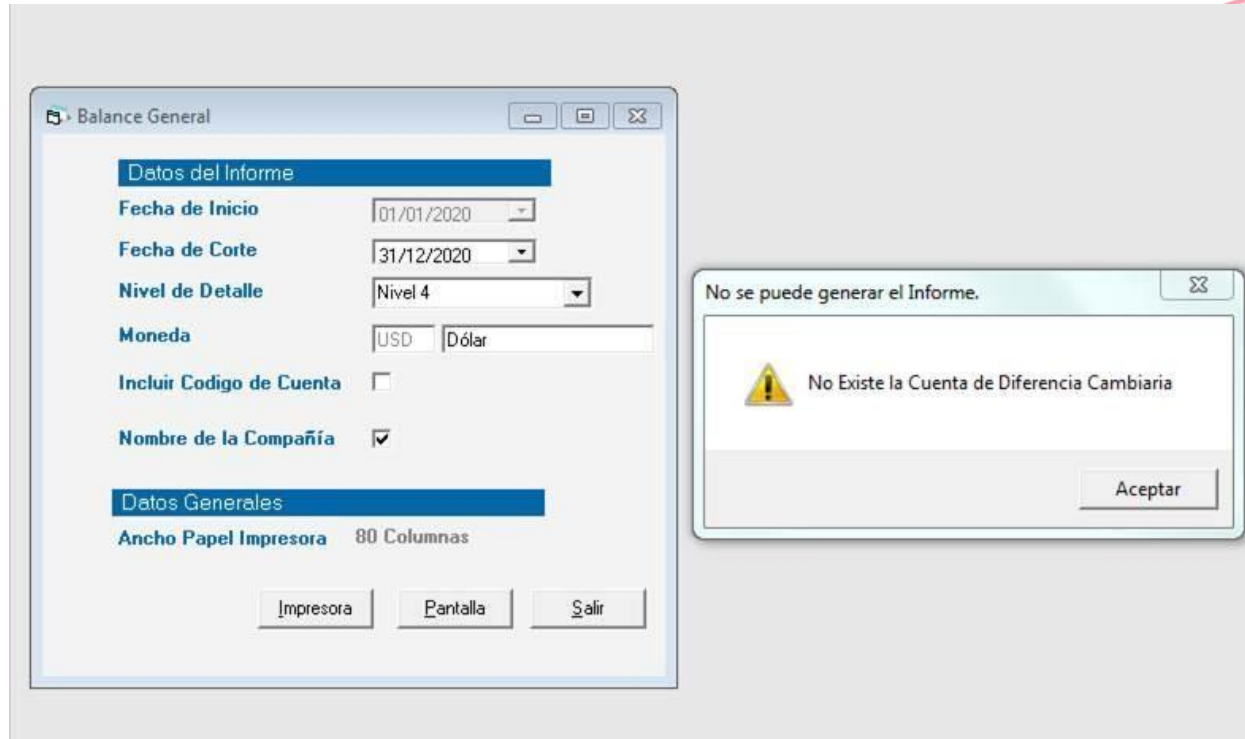 Balance General
Datos del Informe
Fecha de Inicio 01/01/2020
Fecha de Corte 31/12/2020
Nivel de Detalle Nivel 4
Moneda USD Dólar
Incluir Codigo de Cuenta
Nombre de la Compañía
Datos Generales
Ancho Papel Impresora 80 Columnas
Impresora Pantalla Salir
No se puede generar el Informe.
No Existe la Cuenta de Diferencia Cambiaria
Aceptar